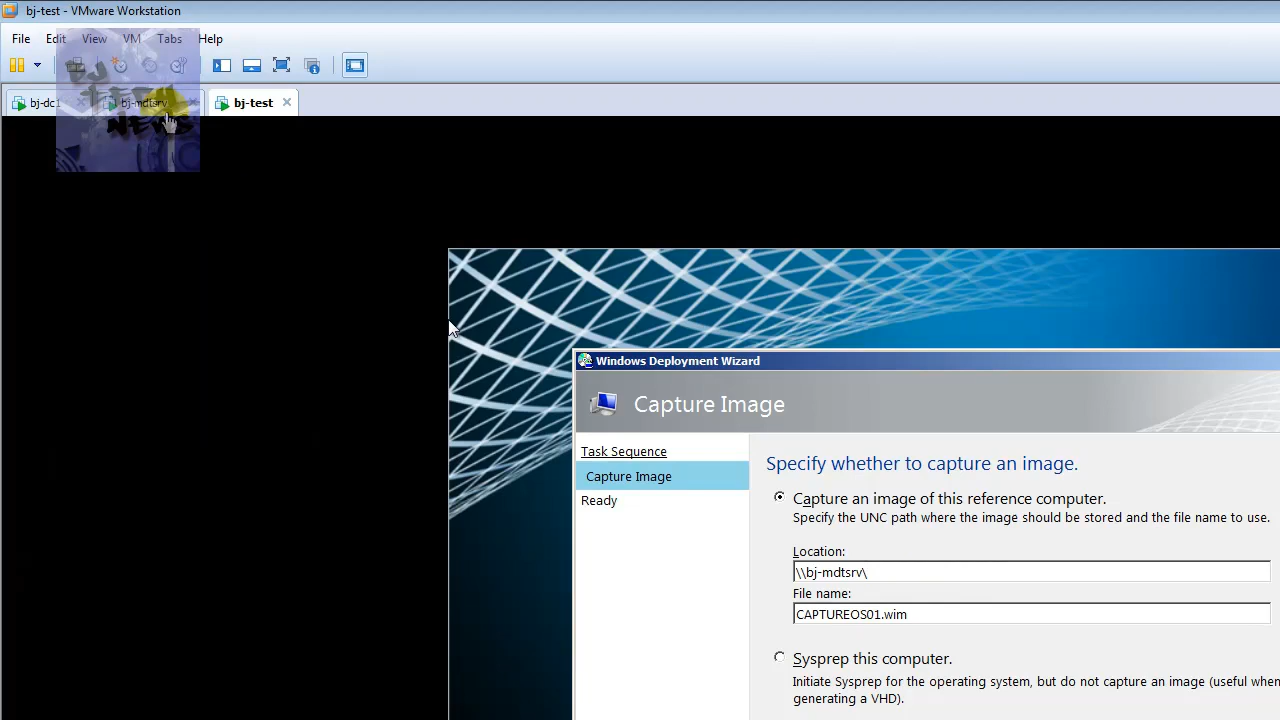 bj-test - VMware Workstation
File Edit View VM Tabs Help
bj-dc1 bj-mdtsrv bj-test
BJ
TECH
NEWS
Windows Deployment Wizard
Capture Image
Task Sequence
Capture Image
Ready
Specify whether to capture an image.
Capture an image of this reference computer.
Specify the UNC path where the image should be stored and the file name to use.
Location:
\\bj-mdtsrv\
File name:
CAPTUREOS01.wim
Sysprep this computer.
Initiate Sysprep for the operating system, but do not capture an image (useful when
generating a VHD).